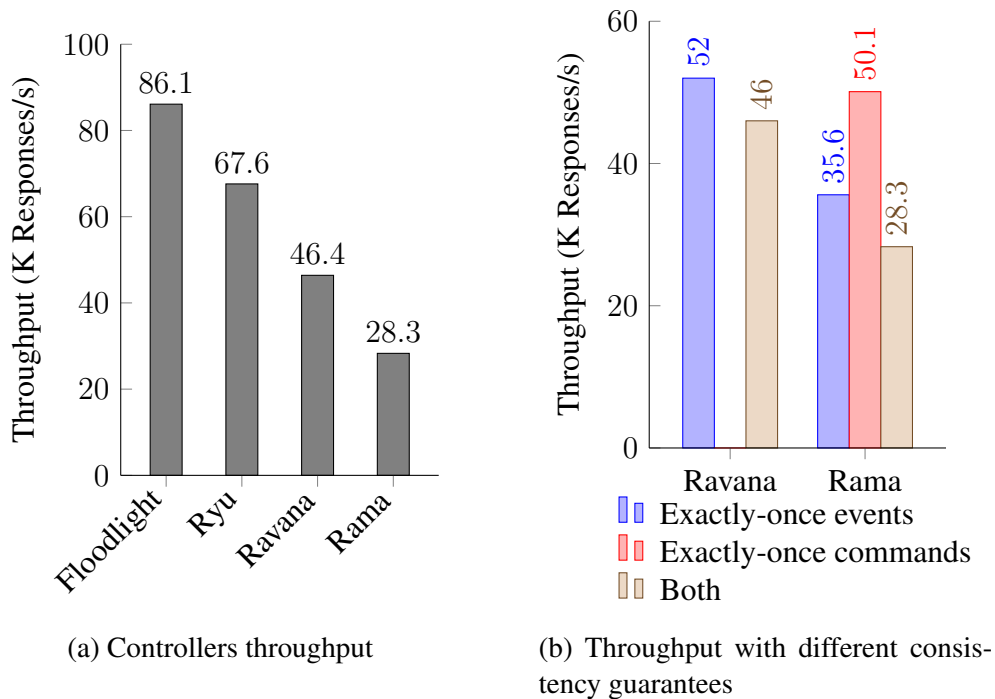 Throughput (K Responses/s)
100
80
60
40
20
0
86.1
67.6
46.4
28.3
Floodlight
Ryu
Ravana
Rama
(a) Controllers throughput
Throughput (K Responses/s)
60
40
20
0
52
46
35.6
50.1
28.3
Ravana
Rama
Exactly-once events
Exactly-once commands
Both
(b) Throughput with different consis-
tency guarantees